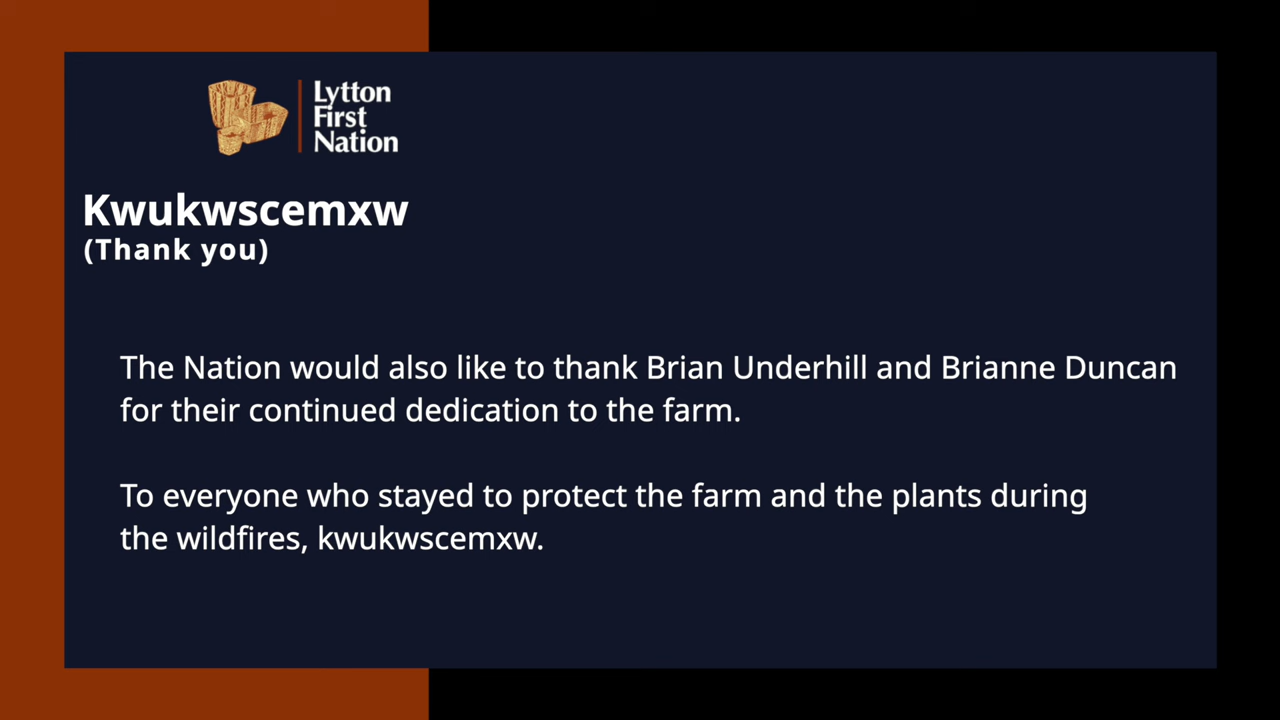 Lytton
First
Nation
Kwukwscemxw
(Thank you)
The Nation would also like to thank Brian Underhill and Brianne Duncan
for their continued dedication to the farm.
To everyone who stayed to protect the farm and the plants during
the wildfires, kwukwscemxw.